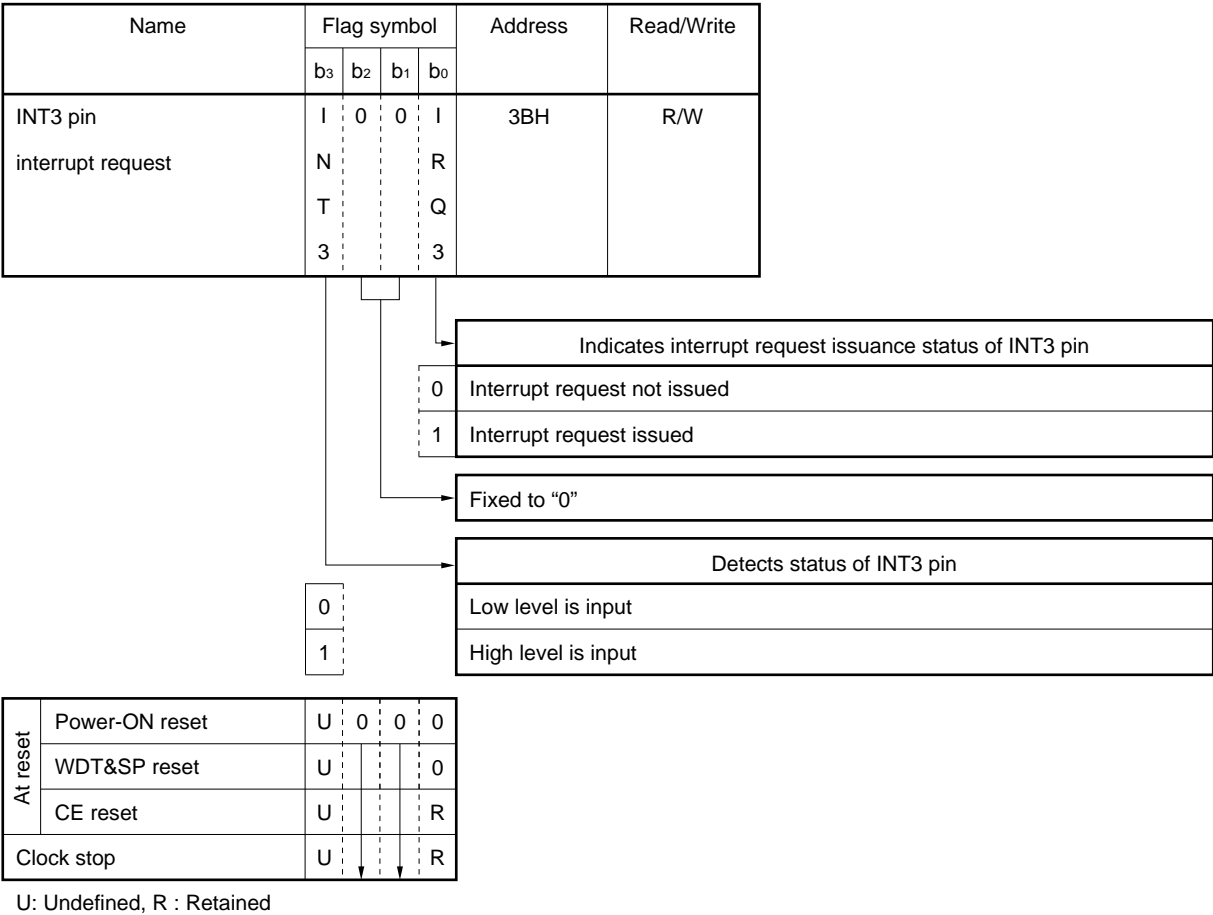 Name Flag symbol Address Read/Write
b3 b2 b1 b0
INT3 pin I 0 0 I 3BH R/W
interrupt request N R
T Q
3 3
Indicates interrupt request issuance status of INT3 pin
0 Interrupt request not issued
1 Interrupt request issued
Fixed to “0”
Detects status of INT3 pin
0 Low level is input
1 High level is input
At reset
Power-ON reset U 0 0 0
WDT&SP reset U 0
CE reset U R
Clock stop U R
U: Undefined, R : Retained